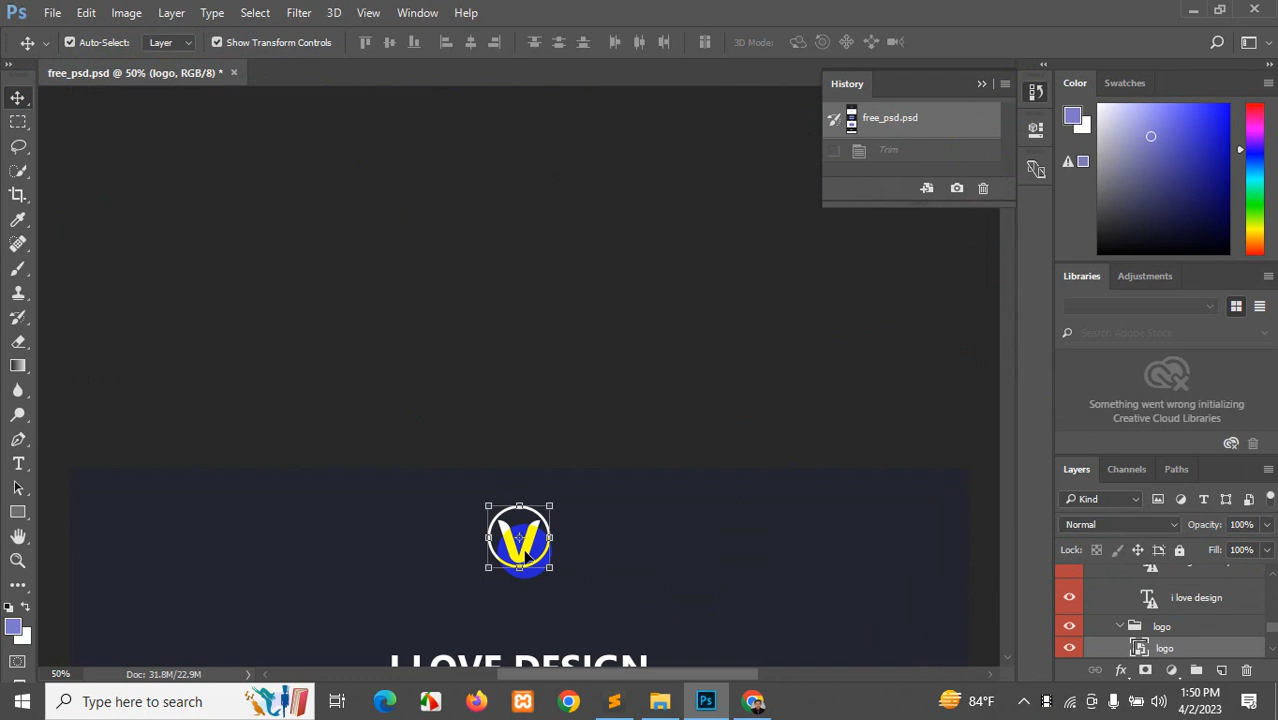 Ps File Edit Image Layer Type Select Filter 3D View Window Help
Auto-Select: Layer Show Transform Controls 3D Mode:
free_psd.psd @ 50% (logo, RGB/8) * ×
History
free_psd.psd
Trim
Color Swatches
Libraries Adjustments
Search Adobe Stock
Something went wrong initializing
Creative Cloud Libraries
Layers Channels Paths
Kind
Normal Opacity: 100%
Lock: Fill: 100%
i love design
logo
logo
I LOVE DESIGN
50% Doc: 31.8M/22.9M
Type here to search
84°F
1:50 PM
4/2/2023